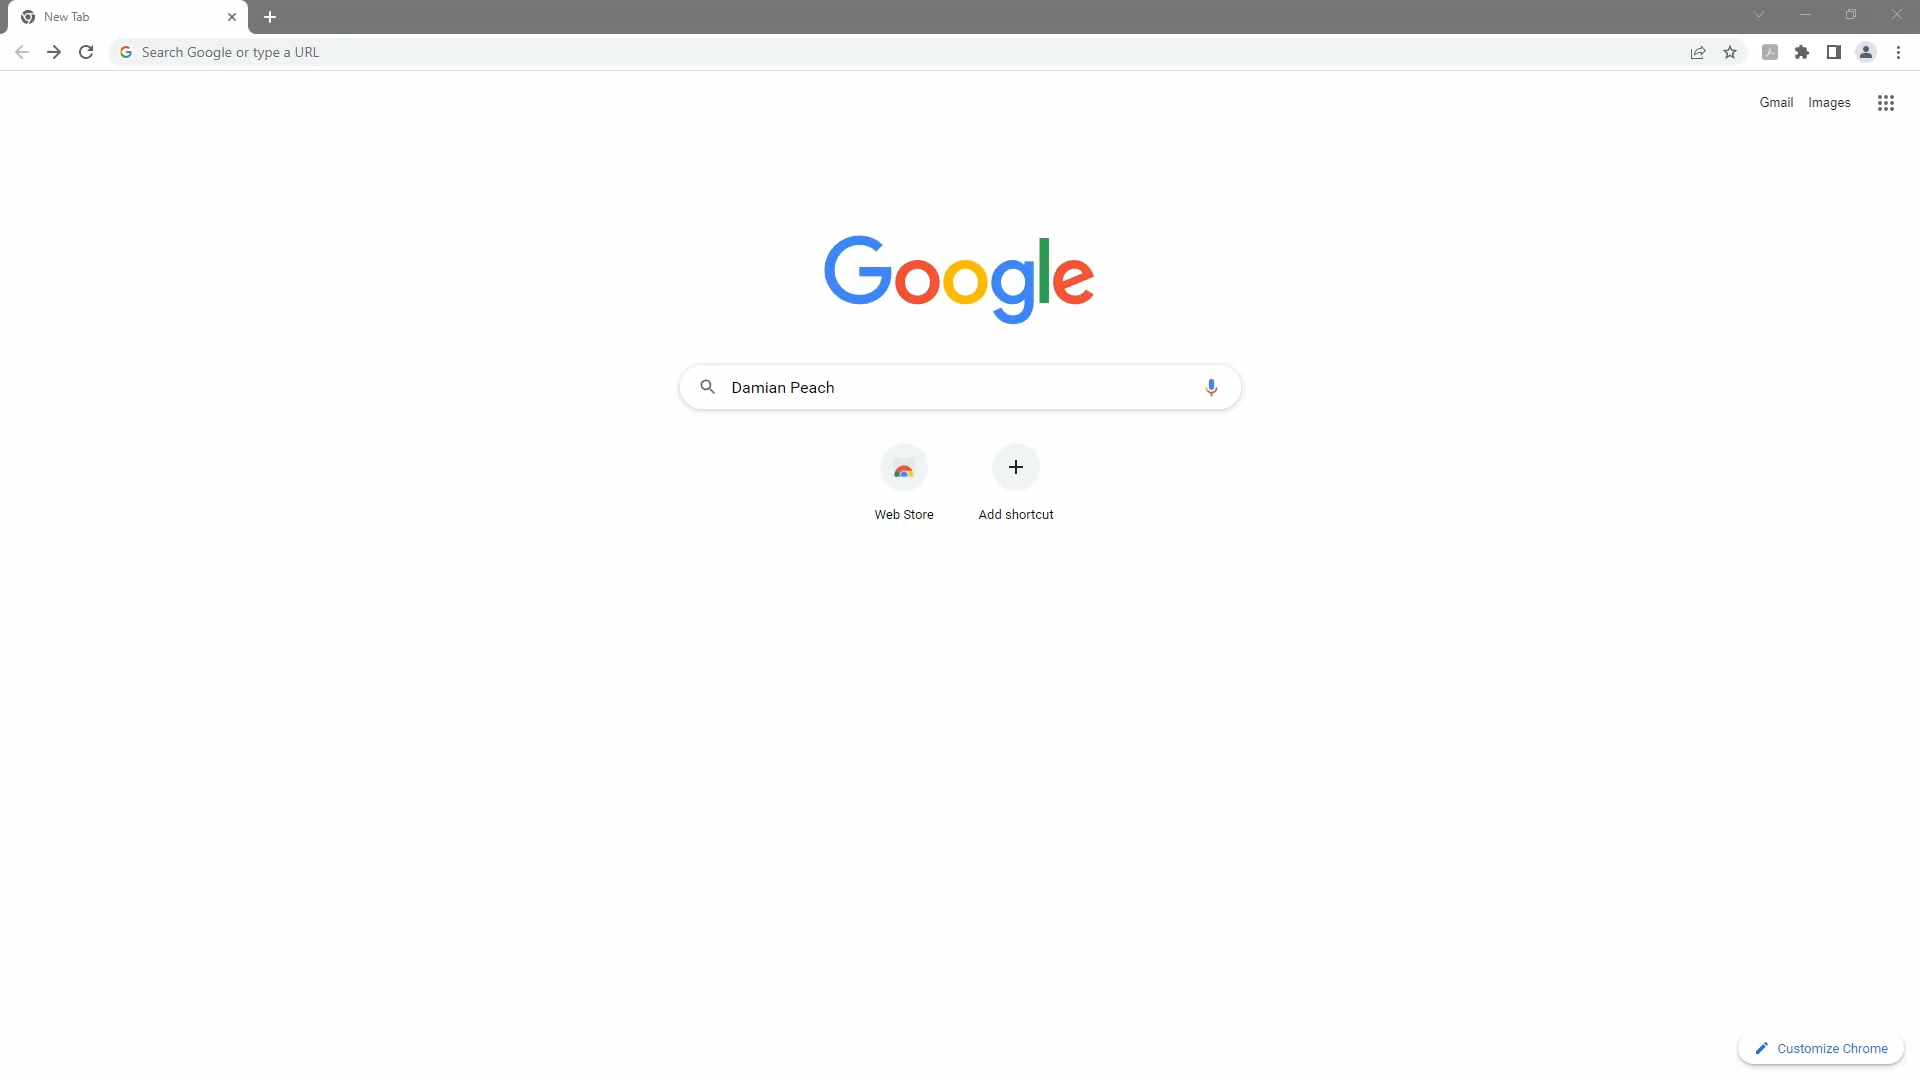 New Tab
Search Google or type a URL
Gmail Images
Google
Damian Peach
Web Store Add shortcut
Customize Chrome